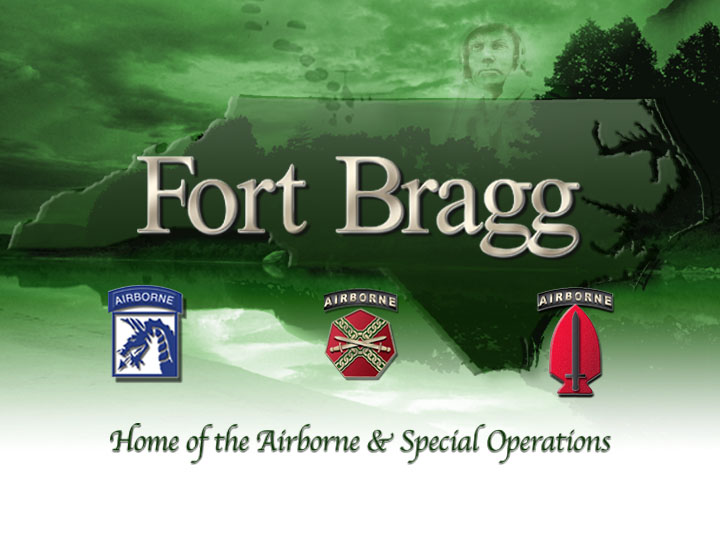 Fort Bragg
AIRBORNE
AIRBORNE
AIRBORNE
Home of the Airborne & Special Operations